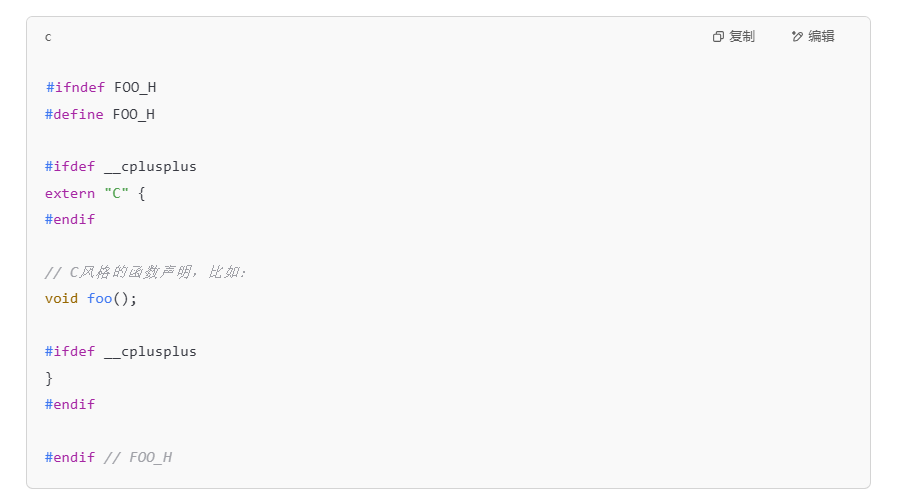 c 复制 编辑
#ifndef FOO_H
#define FOO_H
#ifdef __cplusplus
extern "C" {
#endif
// C风格的函数声明，比如：
void foo();
#ifdef __cplusplus
}
#endif
#endif // FOO_H